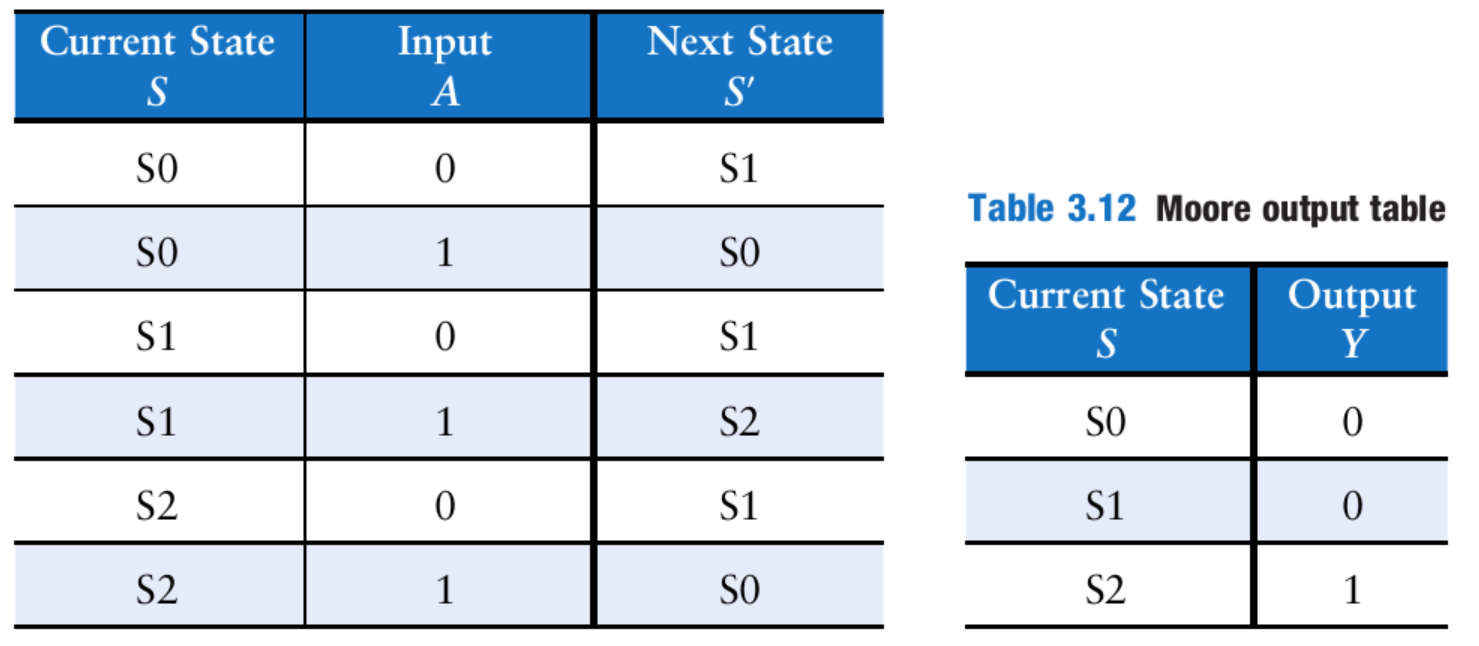 Current State Input Next State
S A S′
S0 0 S1
S0 1 S0
S1 0 S1
S1 1 S2
S2 0 S1
S2 1 S0
Table 3.12 Moore output table
Current State Output
S Y
S0 0
S1 0
S2 1